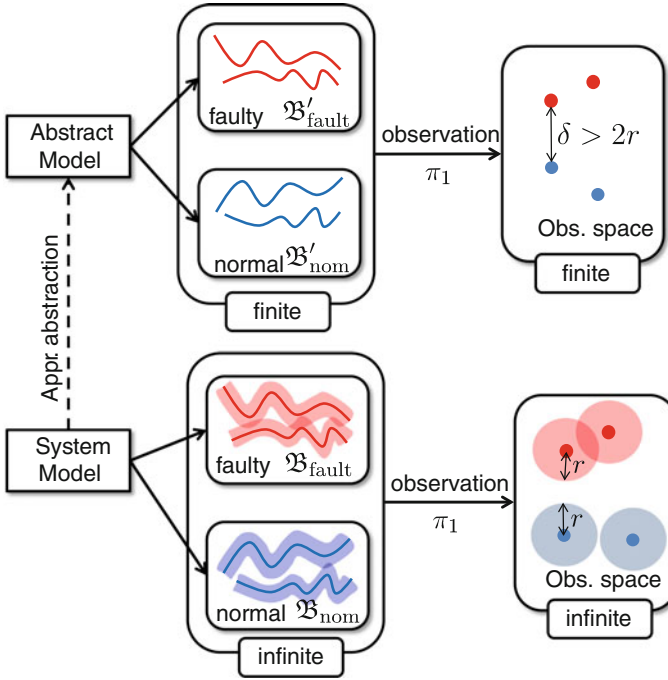 faulty 𝔅′fault
Abstract
Model
observation
π₁
δ > 2r
normal 𝔅′nom
Obs. space
finite
finite
Appr. abstraction
System
Model
faulty 𝔅fault
observation
π₁
r
r
normal 𝔅nom
Obs. space
infinite
infinite